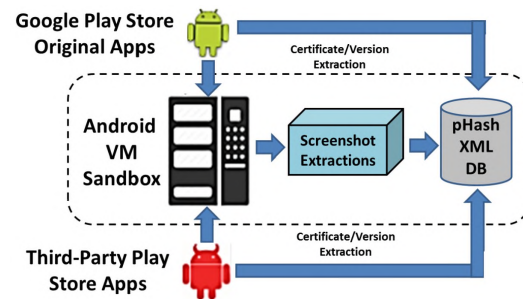 Google Play Store
Original Apps
Certificate/Version
Extraction
Android
VM
Sandbox
Screenshot
Extractions
pHash
XML
DB
Certificate/Version
Extraction
Third-Party Play
Store Apps